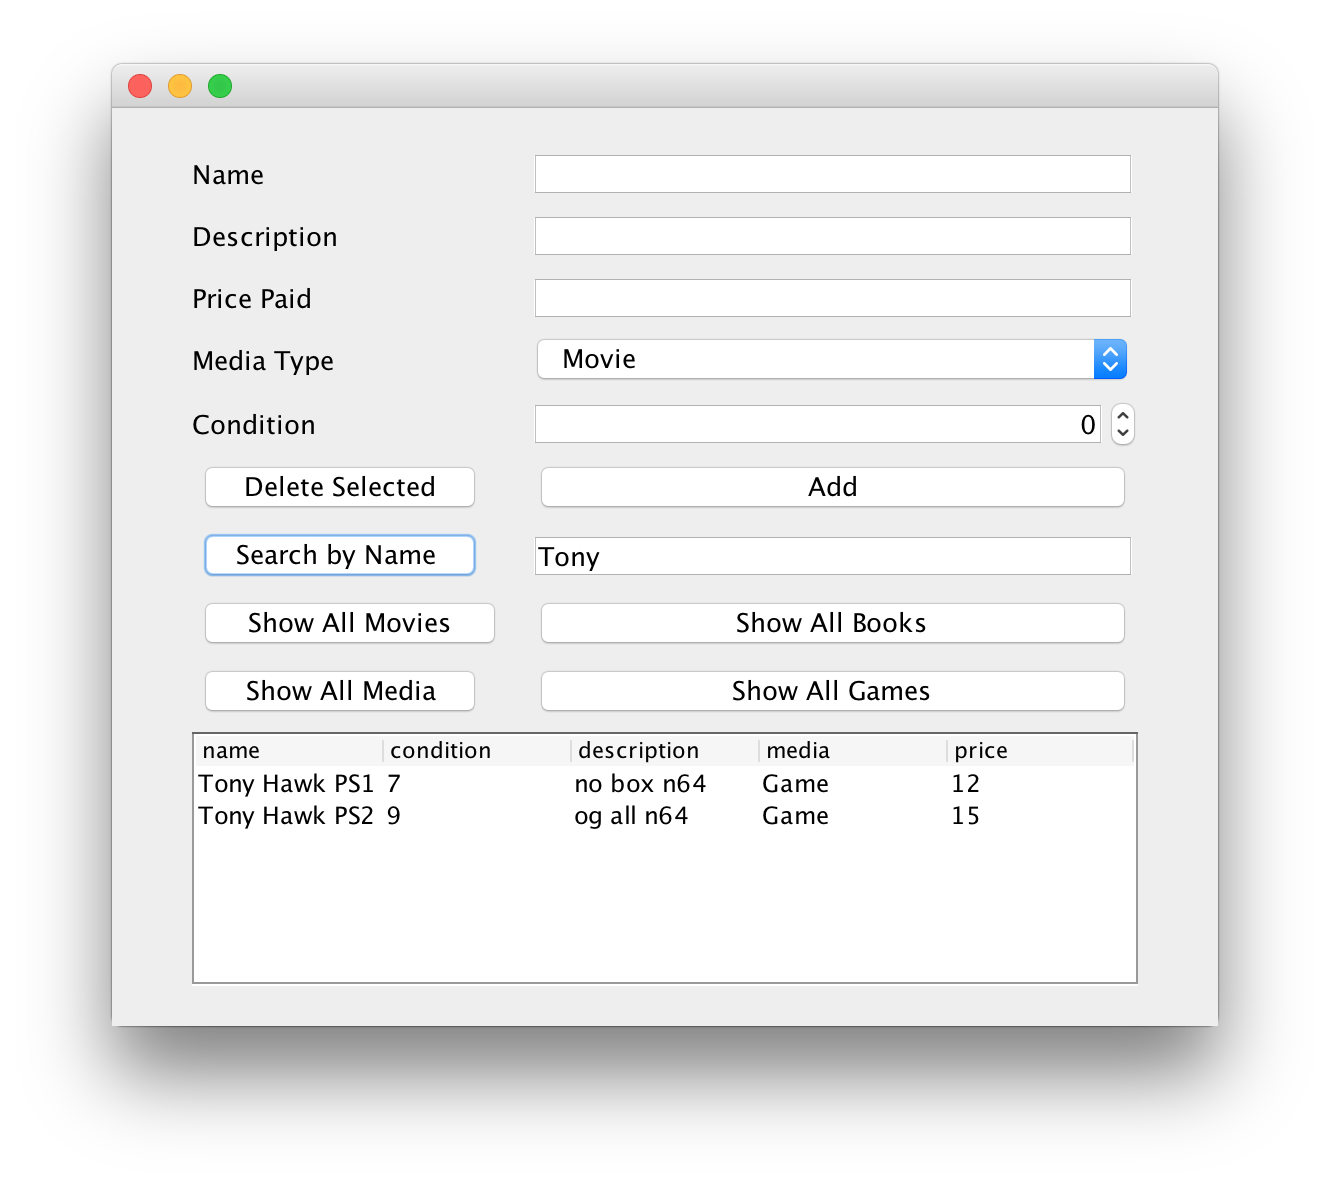 Name
Description
Price Paid
Media Type Movie
Condition 0
Delete Selected Add
Search by Name Tony
Show All Movies Show All Books
Show All Media Show All Games
name condition description media price
Tony Hawk PS1 7 no box n64 Game 12
Tony Hawk PS2 9 og all n64 Game 15